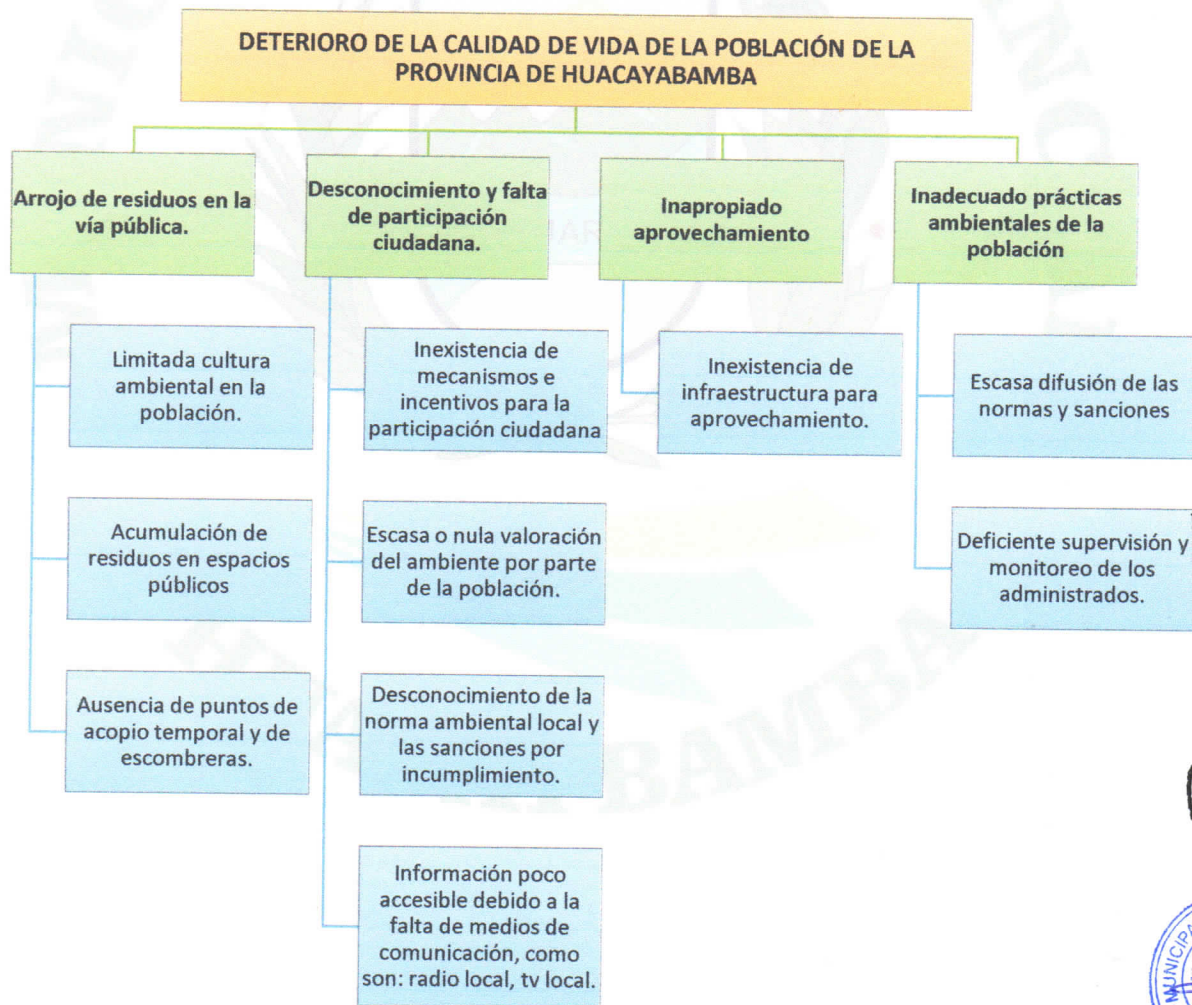 DETERIORO DE LA CALIDAD DE VIDA DE LA POBLACIÓN DE LA
PROVINCIA DE HUACAYABAMBA
Arrojo de residuos en la
vía pública.
Desconocimiento y falta
de participación
ciudadana.
Inapropiado
aprovechamiento
Inadecuado prácticas
ambientales de la
población
Limitada cultura
ambiental en la
población.
Acumulación de
residuos en espacios
públicos
Ausencia de puntos de
acopio temporal y de
escombreras.
Inexistencia de
mecanismos e
incentivos para la
participación ciudadana
Escasa o nula valoración
del ambiente por parte
de la población.
Desconocimiento de la
norma ambiental local y
las sanciones por
incumplimiento.
Información poco
accesible debido a la
falta de medios de
comunicación, como
son: radio local, tv local.
Inexistencia de
infraestructura para
aprovechamiento.
Escasa difusión de las
normas y sanciones
Deficiente supervisión y
monitoreo de los
administrados.